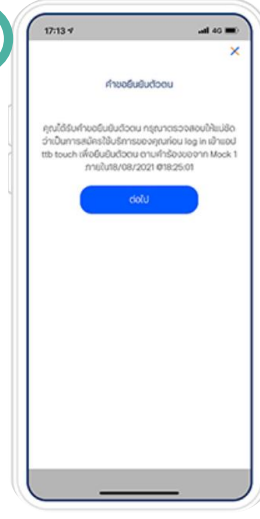 17:13
4G
คำขอยืนยันตัวตน
คุณได้รับคำขอยืนยันตัวตน กรุณาตรวจสอบให้แน่ชัด
ว่าเป็นการสมัครใช้บริการของคุณก่อน log in เข้าแอป
ttb touch เพื่อยืนยันตัวตน ตามคำร้องขอจาก Mock 1
ภายใน18/08/2021 @18:25:01
ต่อไป